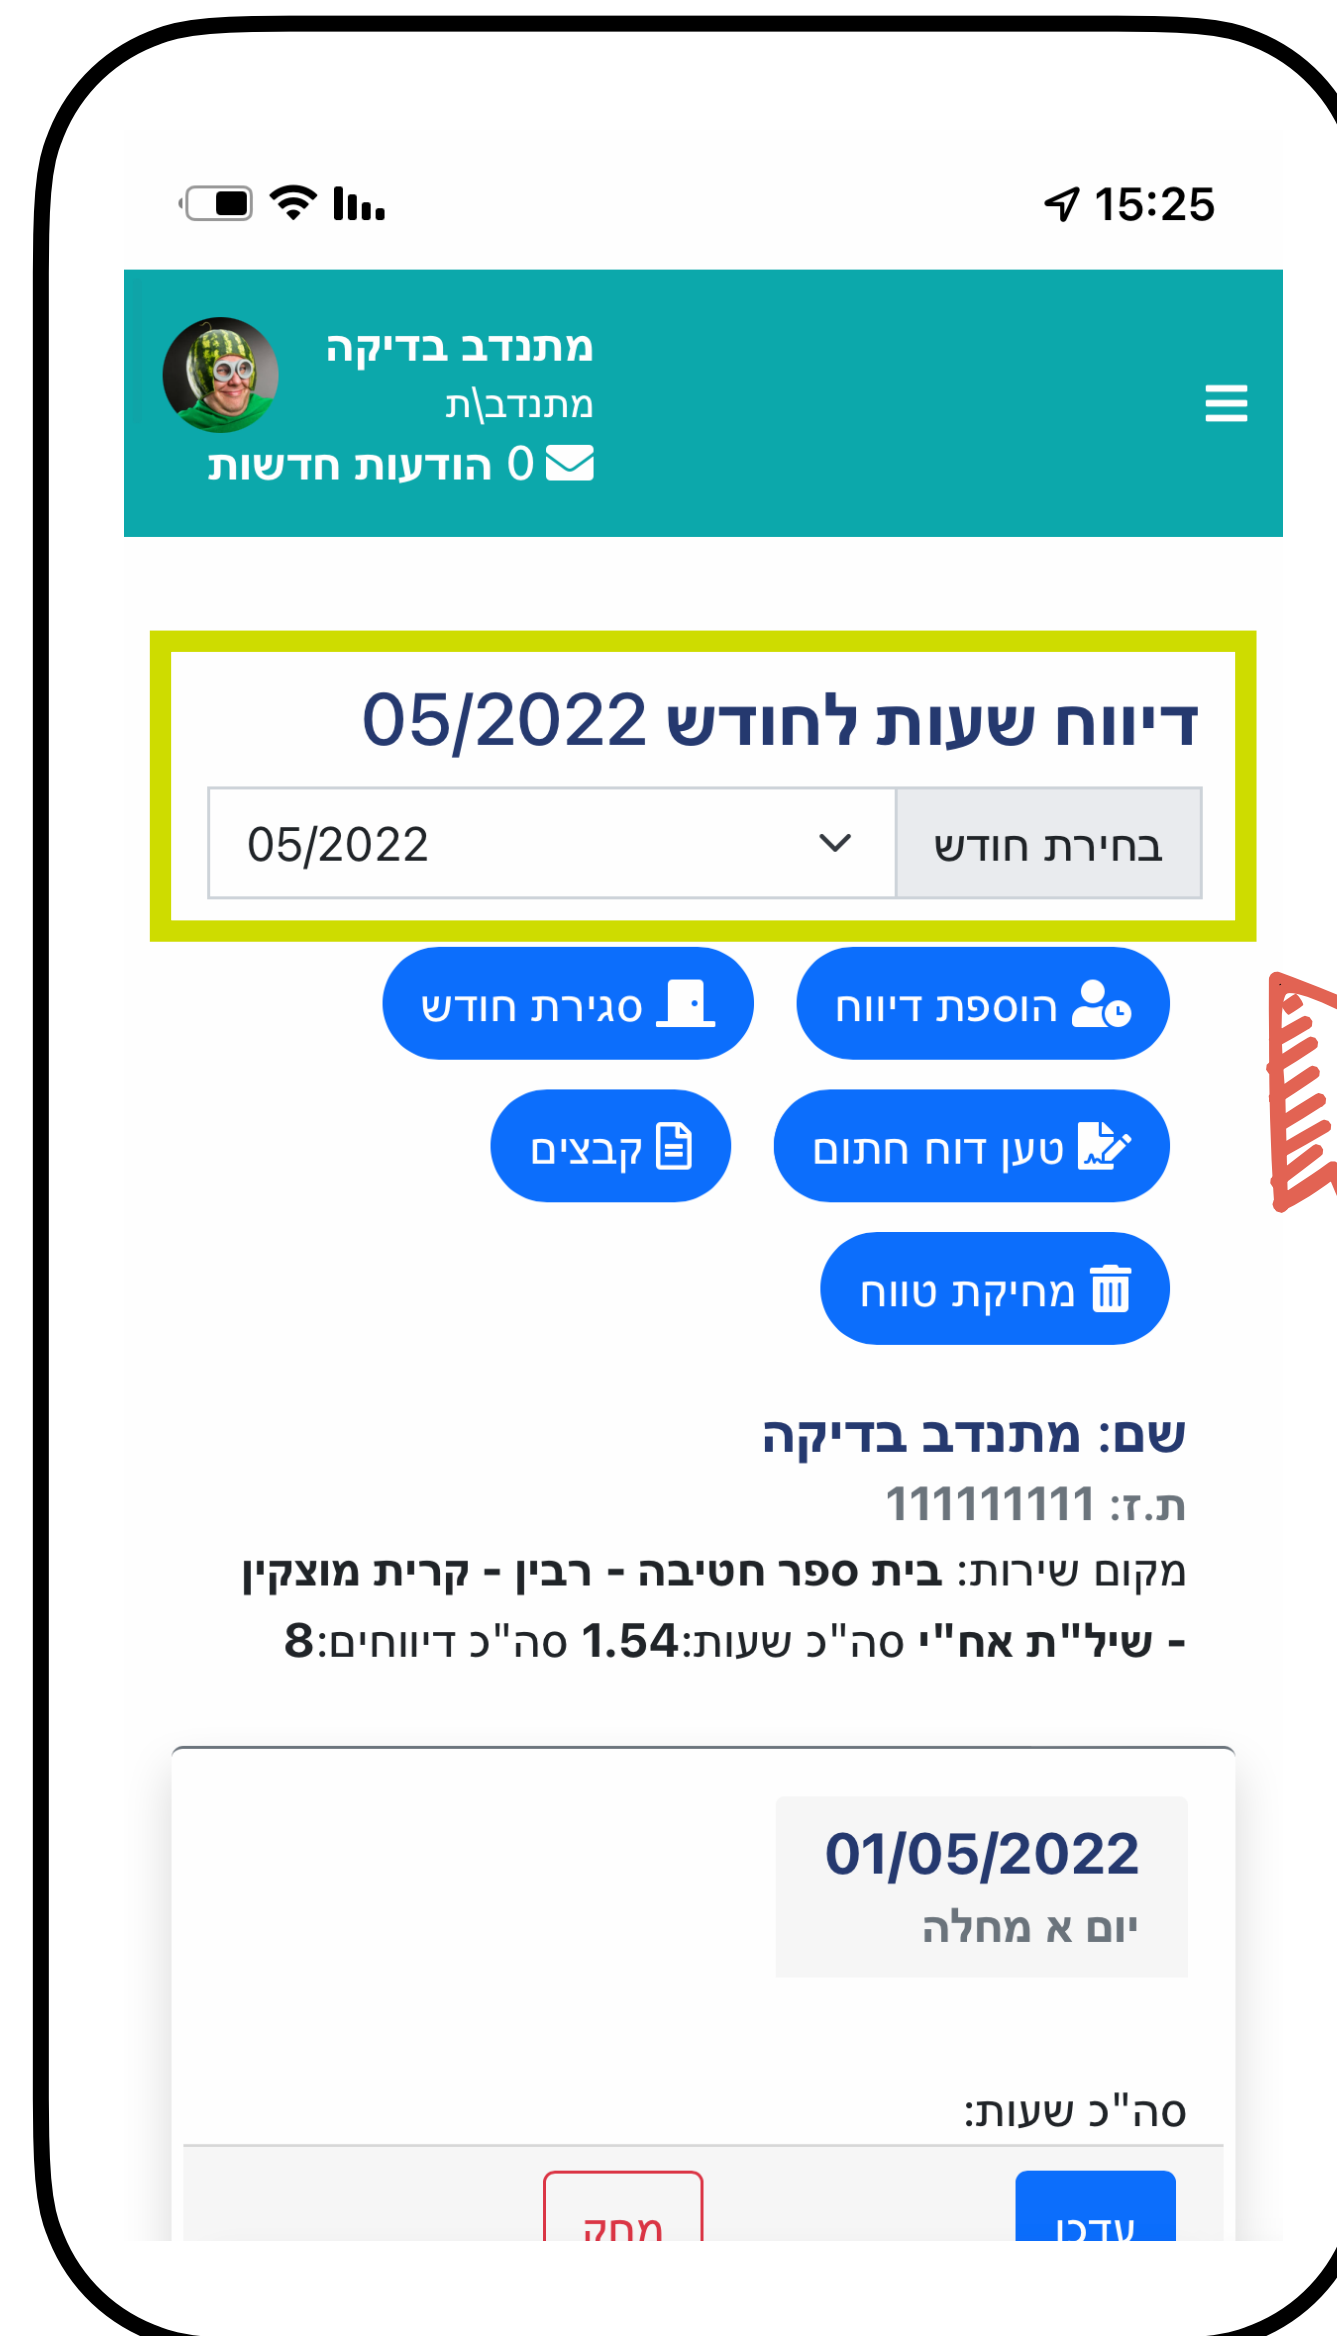 15:25
מתנדב בדיקה
מתנדב\ת
0 הודעות חדשות
דיווח שעות לחודש 05/2022
בחירת חודש 05/2022
הוספת דיווח סגירת חודש
טען דוח חתום קבצים
מחיקת טווח
שם: מתנדב בדיקה
ת.ז: 111111111
מקום שירות: בית ספר חטיבה - רבין - קרית מוצקין
- שיל"ת אח"י סה"כ שעות:1.54 סה"כ דיווחים:8
01/05/2022
יום א מחלה
סה"כ שעות:
עדכן מחק